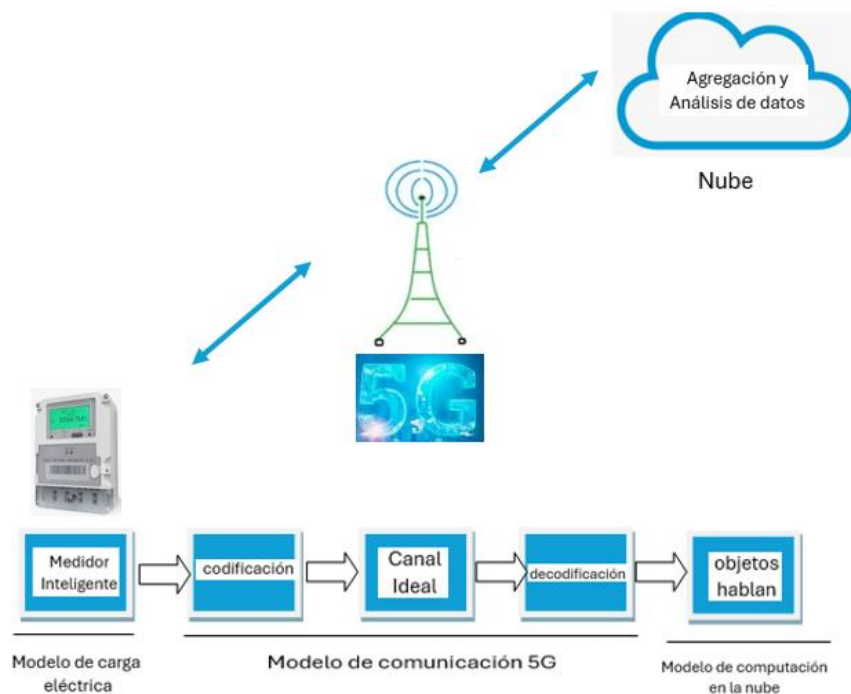 Agregación y
Análisis de datos
Nube
5G
Medidor
Inteligente
codificación
Canal
Ideal
decodificación
objetos
hablan
Modelo de carga
eléctrica
Modelo de comunicación 5G
Modelo de computación
en la nube